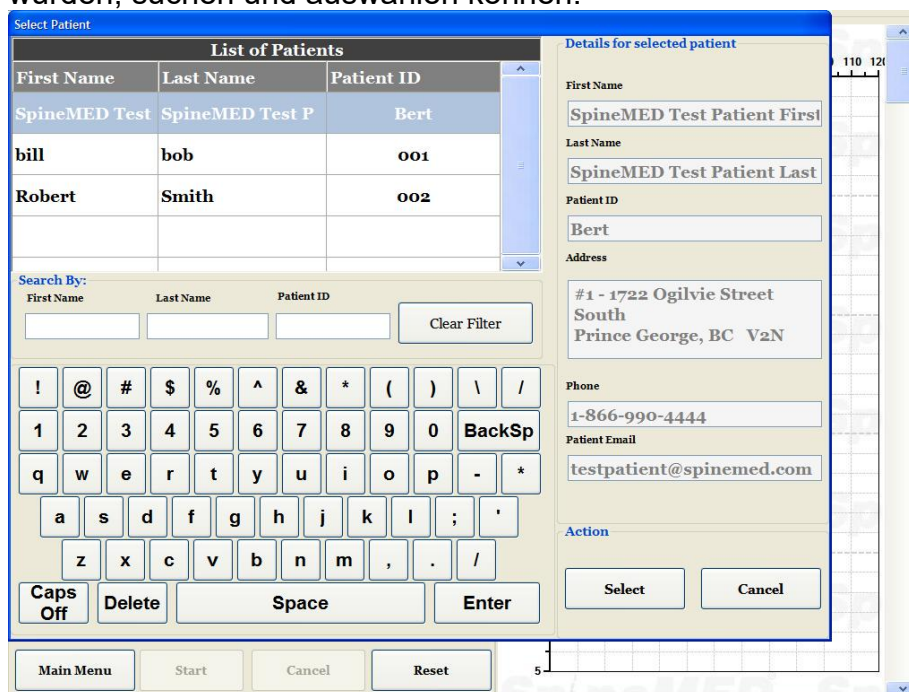 wurden, suchen und auswählen können.
Select Patient
List of Patients
First Name Last Name Patient ID
SpineMED Test SpineMED Test P Bert
bill bob 001
Robert Smith 002
Search By:
First Name Last Name Patient ID
Clear Filter
! @ # $ % ^ & * ( ) \ /
1 2 3 4 5 6 7 8 9 0 BackSp
q w e r t y u i o p - *
a s d f g h j k l ; '
z x c v b n m , . /
Caps Off Delete Space Enter
Details for selected patient
First Name
SpineMED Test Patient First
Last Name
SpineMED Test Patient Last
Patient ID
Bert
Address
#1 - 1722 Ogilvie Street
South
Prince George, BC V2N
Phone
1-866-990-4444
Patient Email
testpatient@spinemed.com
Action
Select Cancel
110 120
Main Menu Start Cancel Reset
5
SpineMED